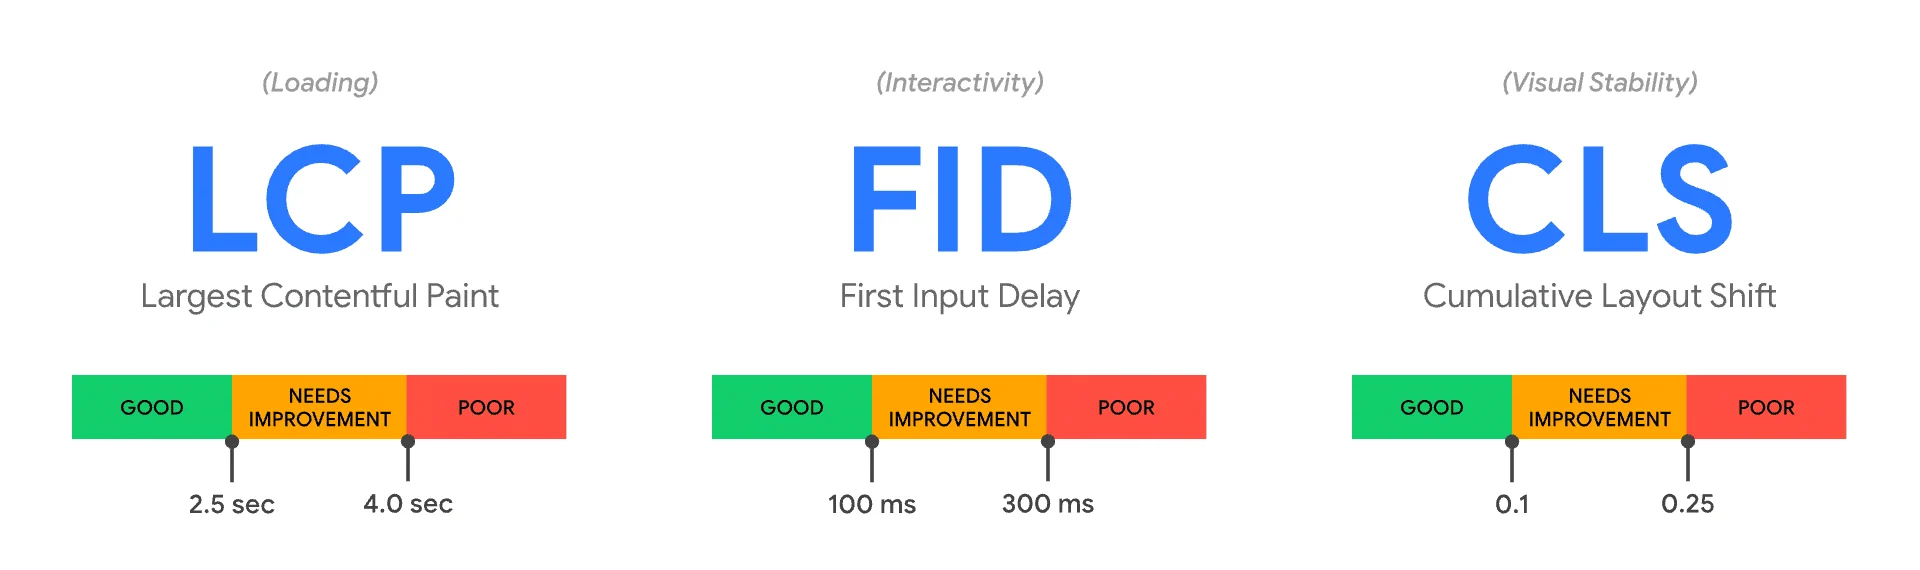 (Loading)
LCP
Largest Contentful Paint
GOOD
NEEDS
IMPROVEMENT
POOR
2.5 sec
4.0 sec
(Interactivity)
FID
First Input Delay
GOOD
NEEDS
IMPROVEMENT
POOR
100 ms
300 ms
(Visual Stability)
CLS
Cumulative Layout Shift
GOOD
NEEDS
IMPROVEMENT
POOR
0.1
0.25